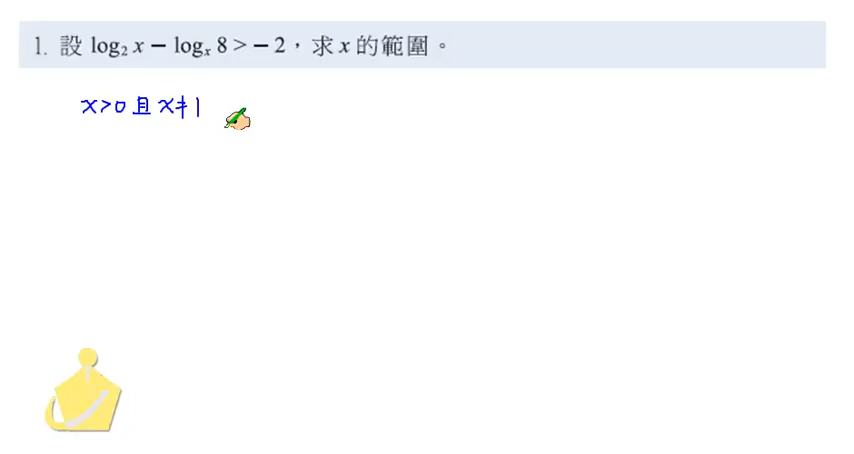 1. 設 log₂ x − logₓ 8 > − 2，求 x 的範圍。
x>0 且 x≠1